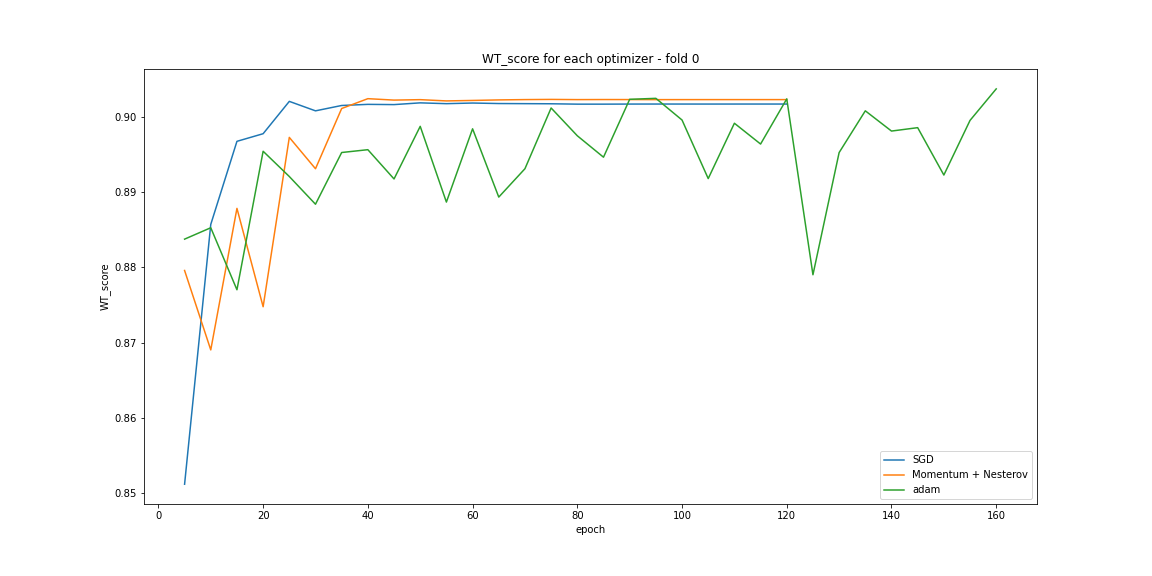 WT_score for each optimizer - fold 0
0.90
0.89
0.88
0.87
0.86
0.85
WT_score
0 20 40 60 80 100 120 140 160
epoch
SGD
Momentum + Nesterov
adam